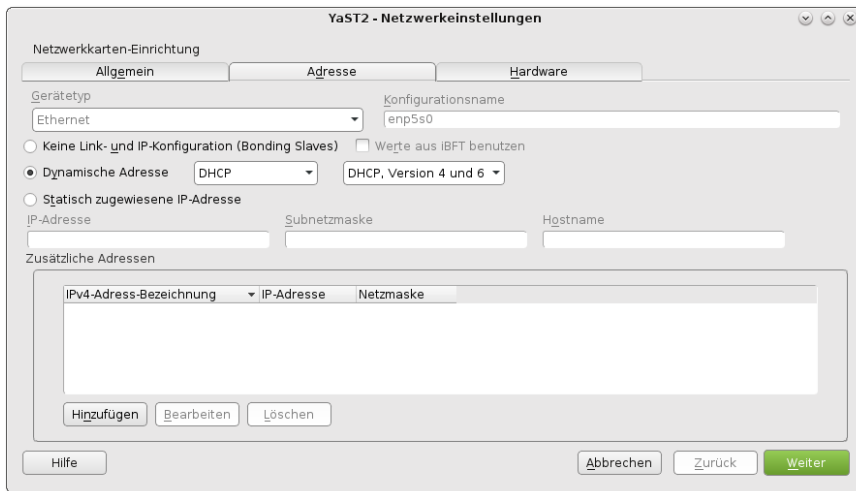 YaST2 - Netzwerkeinstellungen
Netzwerkkarten-Einrichtung
Allgemein Adresse Hardware
Gerätetyp Konfigurationsname
Ethernet enp5s0
Keine Link- und IP-Konfiguration (Bonding Slaves) Werte aus iBFT benutzen
Dynamische Adresse DHCP DHCP, Version 4 und 6
Statisch zugewiesene IP-Adresse
IP-Adresse Subnetzmaske Hostname
Zusätzliche Adressen
IPv4-Adress-Bezeichnung IP-Adresse Netzmaske
Hinzufügen Bearbeiten Löschen
Hilfe Abbrechen Zurück Weiter